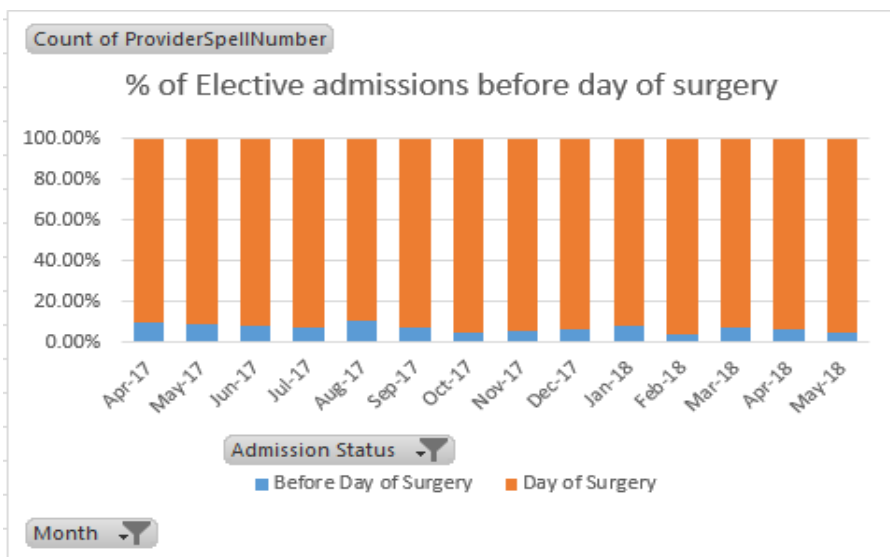 Count of ProviderSpellNumber
% of Elective admissions before day of surgery
100.00%
80.00%
60.00%
40.00%
20.00%
0.00%
Apr-17 May-17 Jun-17 Jul-17 Aug-17 Sep-17 Oct-17 Nov-17 Dec-17 Jan-18 Feb-18 Mar-18 Apr-18 May-18
Admission Status
Before Day of Surgery Day of Surgery
Month